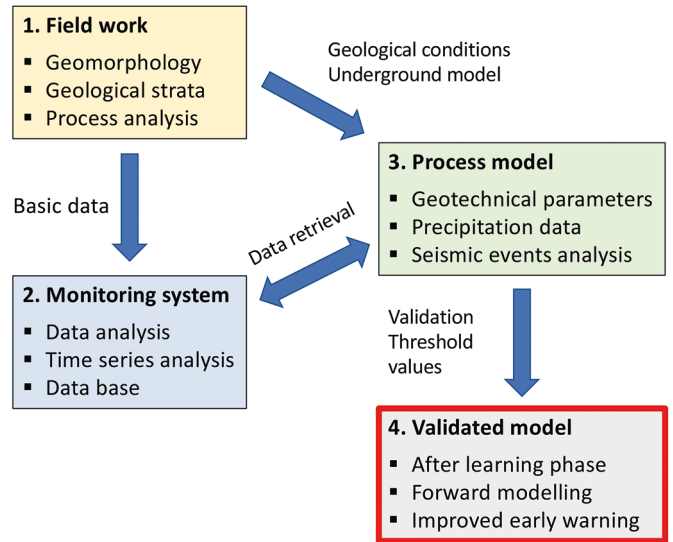 1. Field work
▪ Geomorphology
▪ Geological strata
▪ Process analysis
Geological conditions
Underground model
Basic data
Data retrieval
3. Process model
▪ Geotechnical parameters
▪ Precipitation data
▪ Seismic events analysis
2. Monitoring system
▪ Data analysis
▪ Time series analysis
▪ Data base
Validation
Threshold
values
4. Validated model
▪ After learning phase
▪ Forward modelling
▪ Improved early warning